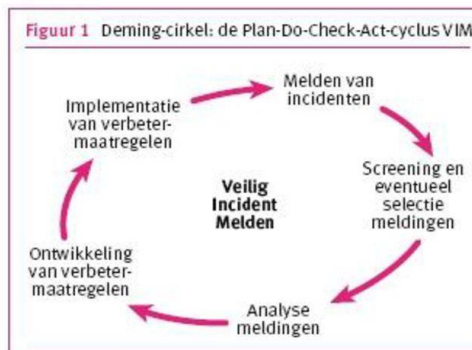 Figuur 1 Deming-cirkel: de Plan-Do-Check-Act-cyclus VIM
Melden van
incidenten
Screening en
eventueel
selectie
meldingen
Analyse
meldingen
Ontwikkeling
van verbeter-
maatregelen
Implementatie
van verbeter-
maatregelen
Veilig
Incident
Melden